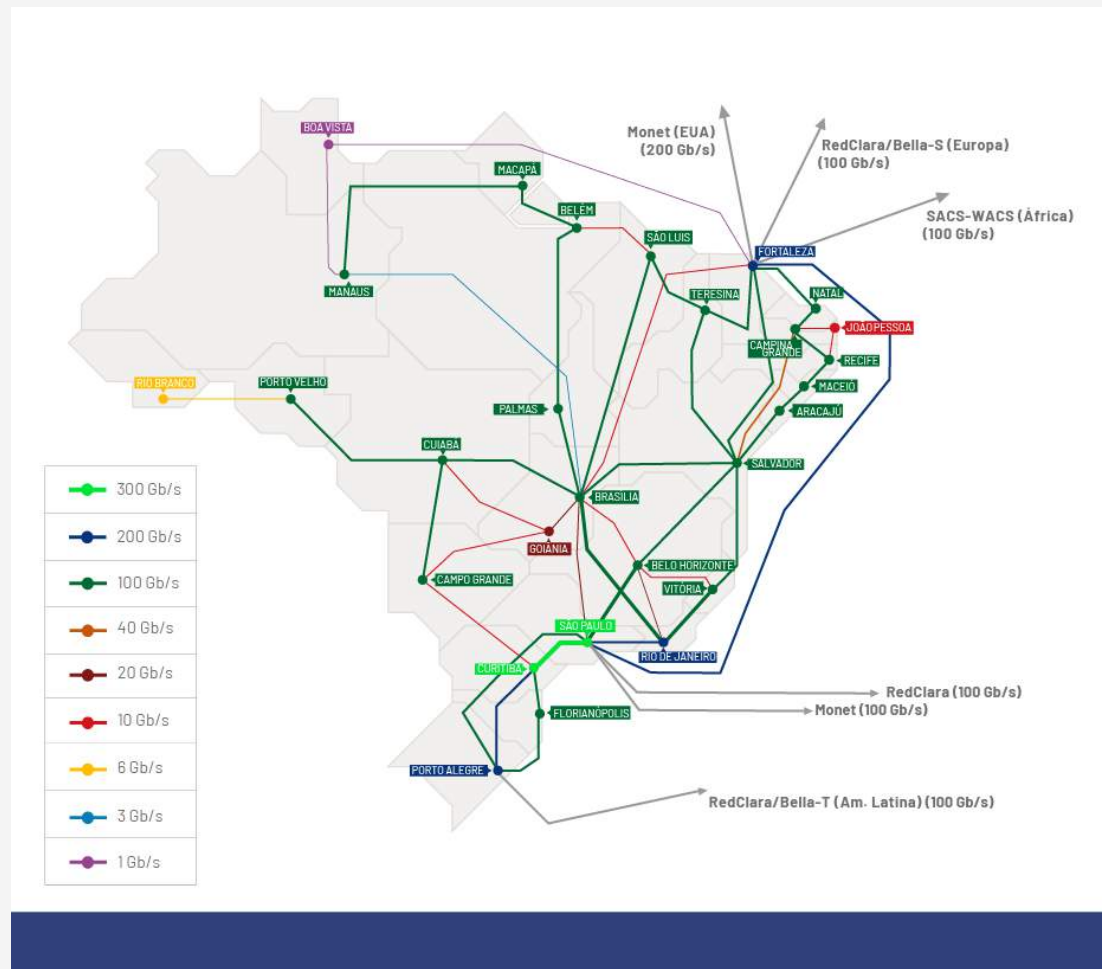 BOA VISTA
MACAPÁ
BELÉM
SÃO LUIS
MANAUS
TERESINA
FORTALEZA
NATAL
CAMPINA
GRANDE
JOÃO PESSOA
RECIFE
MACEIÓ
ARACAJÚ
RIO BRANCO
PORTO VELHO
PALMAS
CUIABA
SALVADOR
BRASILIA
GOIÂNIA
CAMPO GRANDE
BELO HORIZONTE
VITÓRIA
SÃO PAULO
RIO DE JANEIRO
CURITIBA
FLORIANÓPOLIS
PORTO ALEGRE
Monet (EUA)
(200 Gb/s)
RedClara/Bella-S (Europa)
(100 Gb/s)
SACS-WACS (África)
(100 Gb/s)
RedClara (100 Gb/s)
Monet (100 Gb/s)
RedClara/Bella-T (Am. Latina) (100 Gb/s)
300 Gb/s
200 Gb/s
100 Gb/s
40 Gb/s
20 Gb/s
10 Gb/s
6 Gb/s
3 Gb/s
1 Gb/s